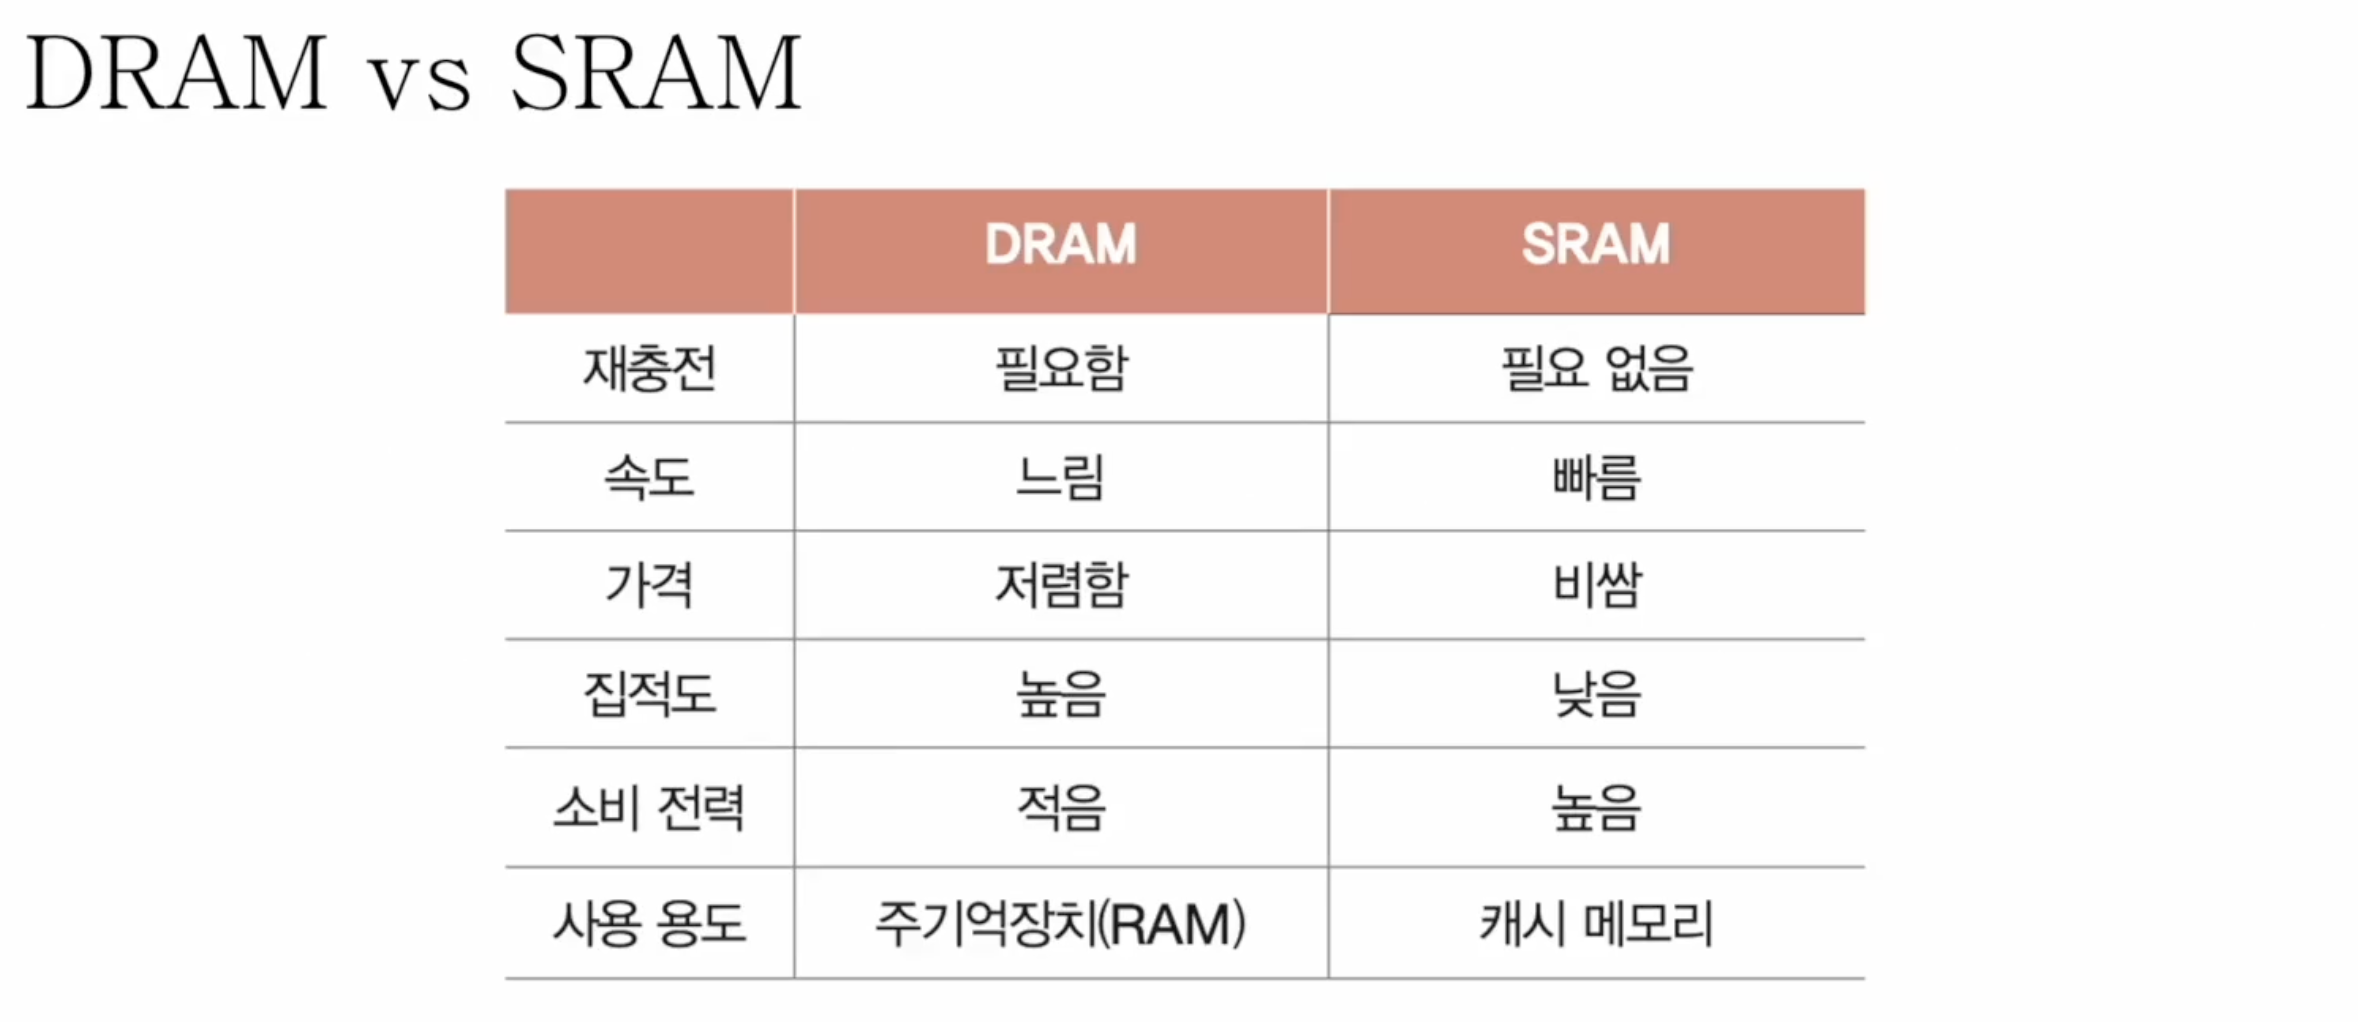 DRAM vs SRAM
DRAM SRAM
재충전 필요함 필요 없음
속도 느림 빠름
가격 저렴함 비쌈
집적도 높음 낮음
소비 전력 적음 높음
사용 용도 주기억장치(RAM) 캐시 메모리